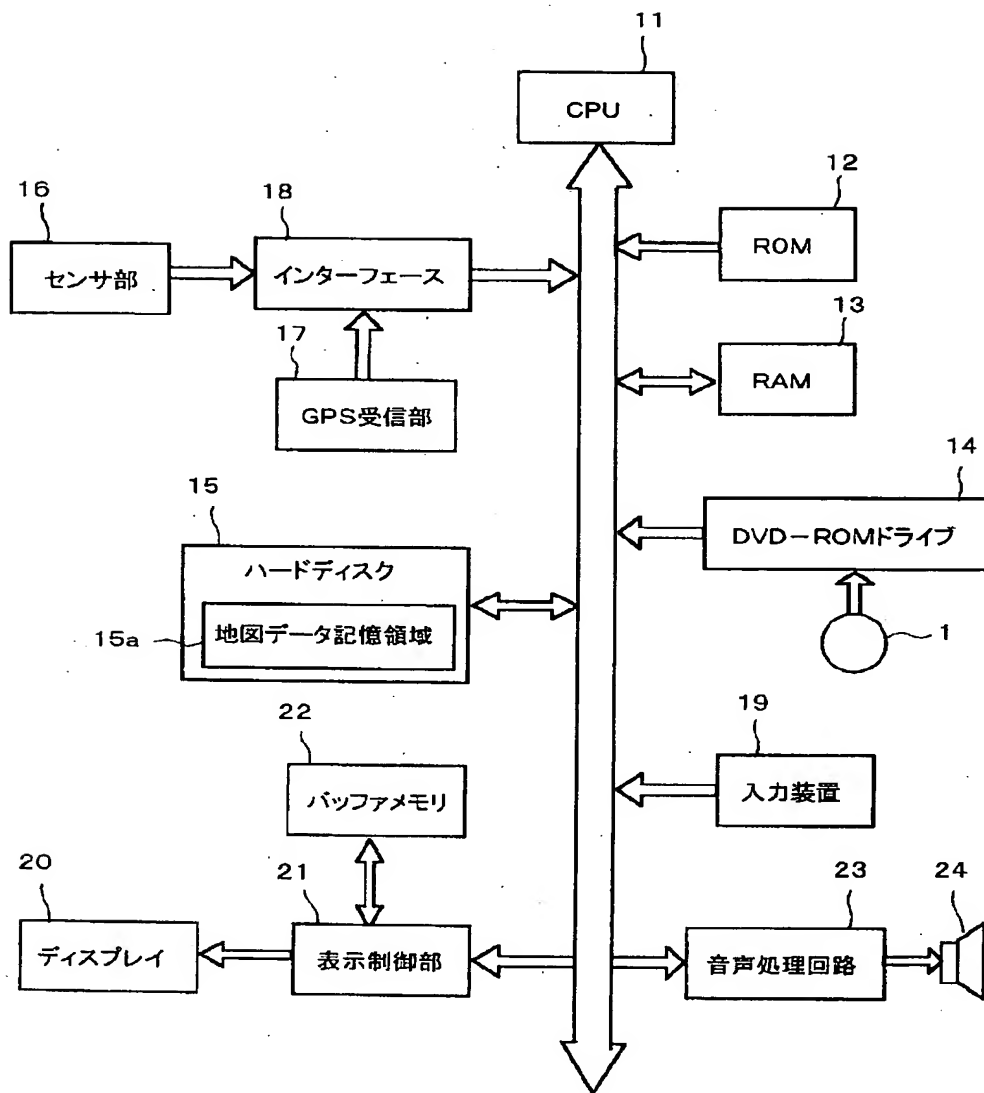 11
CPU
12
ROM
16
センサ部
18
インターフェース
17
GPS受信部
13
RAM
14
DVD－ROMドライブ
1
15
ハードディスク
15a
地図データ記憶領域
22
バッファメモリ
19
入力装置
20
ディスプレイ
21
表示制御部
23
音声処理回路
24